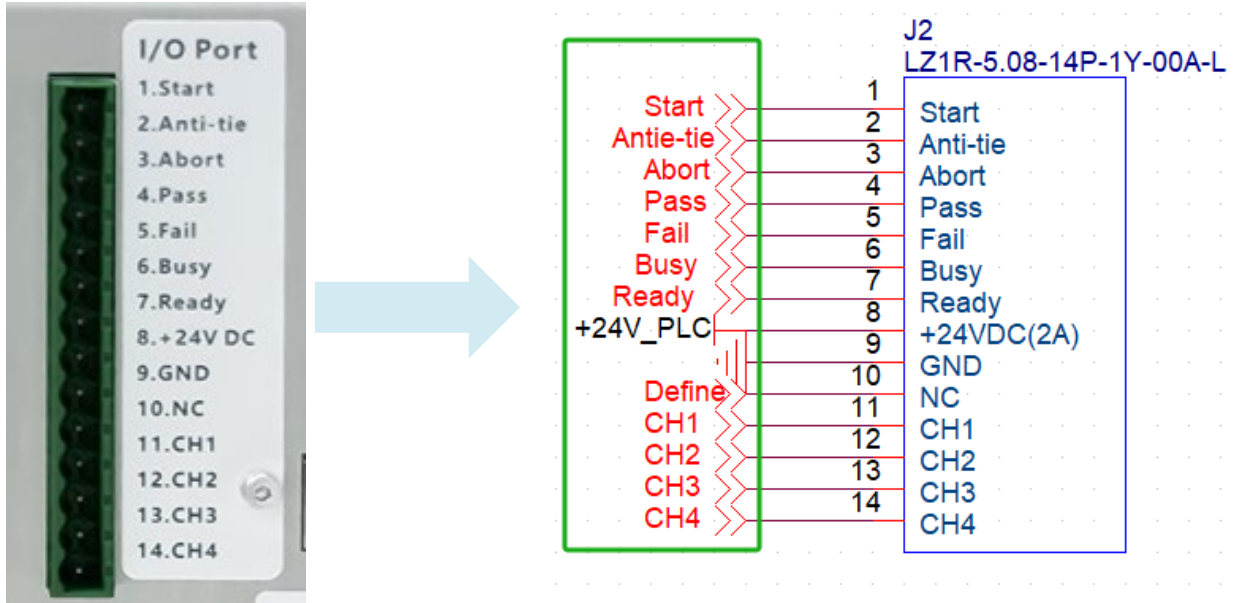 I/O Port
1.Start
2.Anti-tie
3.Abort
4.Pass
5.Fail
6.Busy
7.Ready
8.+24V DC
9.GND
10.NC
11.CH1
12.CH2
13.CH3
14.CH4
J2
LZ1R-5.08-14P-1Y-00A-L
Start 1 Start
Antie-tie 2 Anti-tie
Abort 3 Abort
Pass 4 Pass
Fail 5 Fail
Busy 6 Busy
Ready 7 Ready
+24V_PLC 8 +24VDC(2A)
9 GND
Define 10 NC
CH1 11 CH1
CH2 12 CH2
CH3 13 CH3
CH4 14 CH4